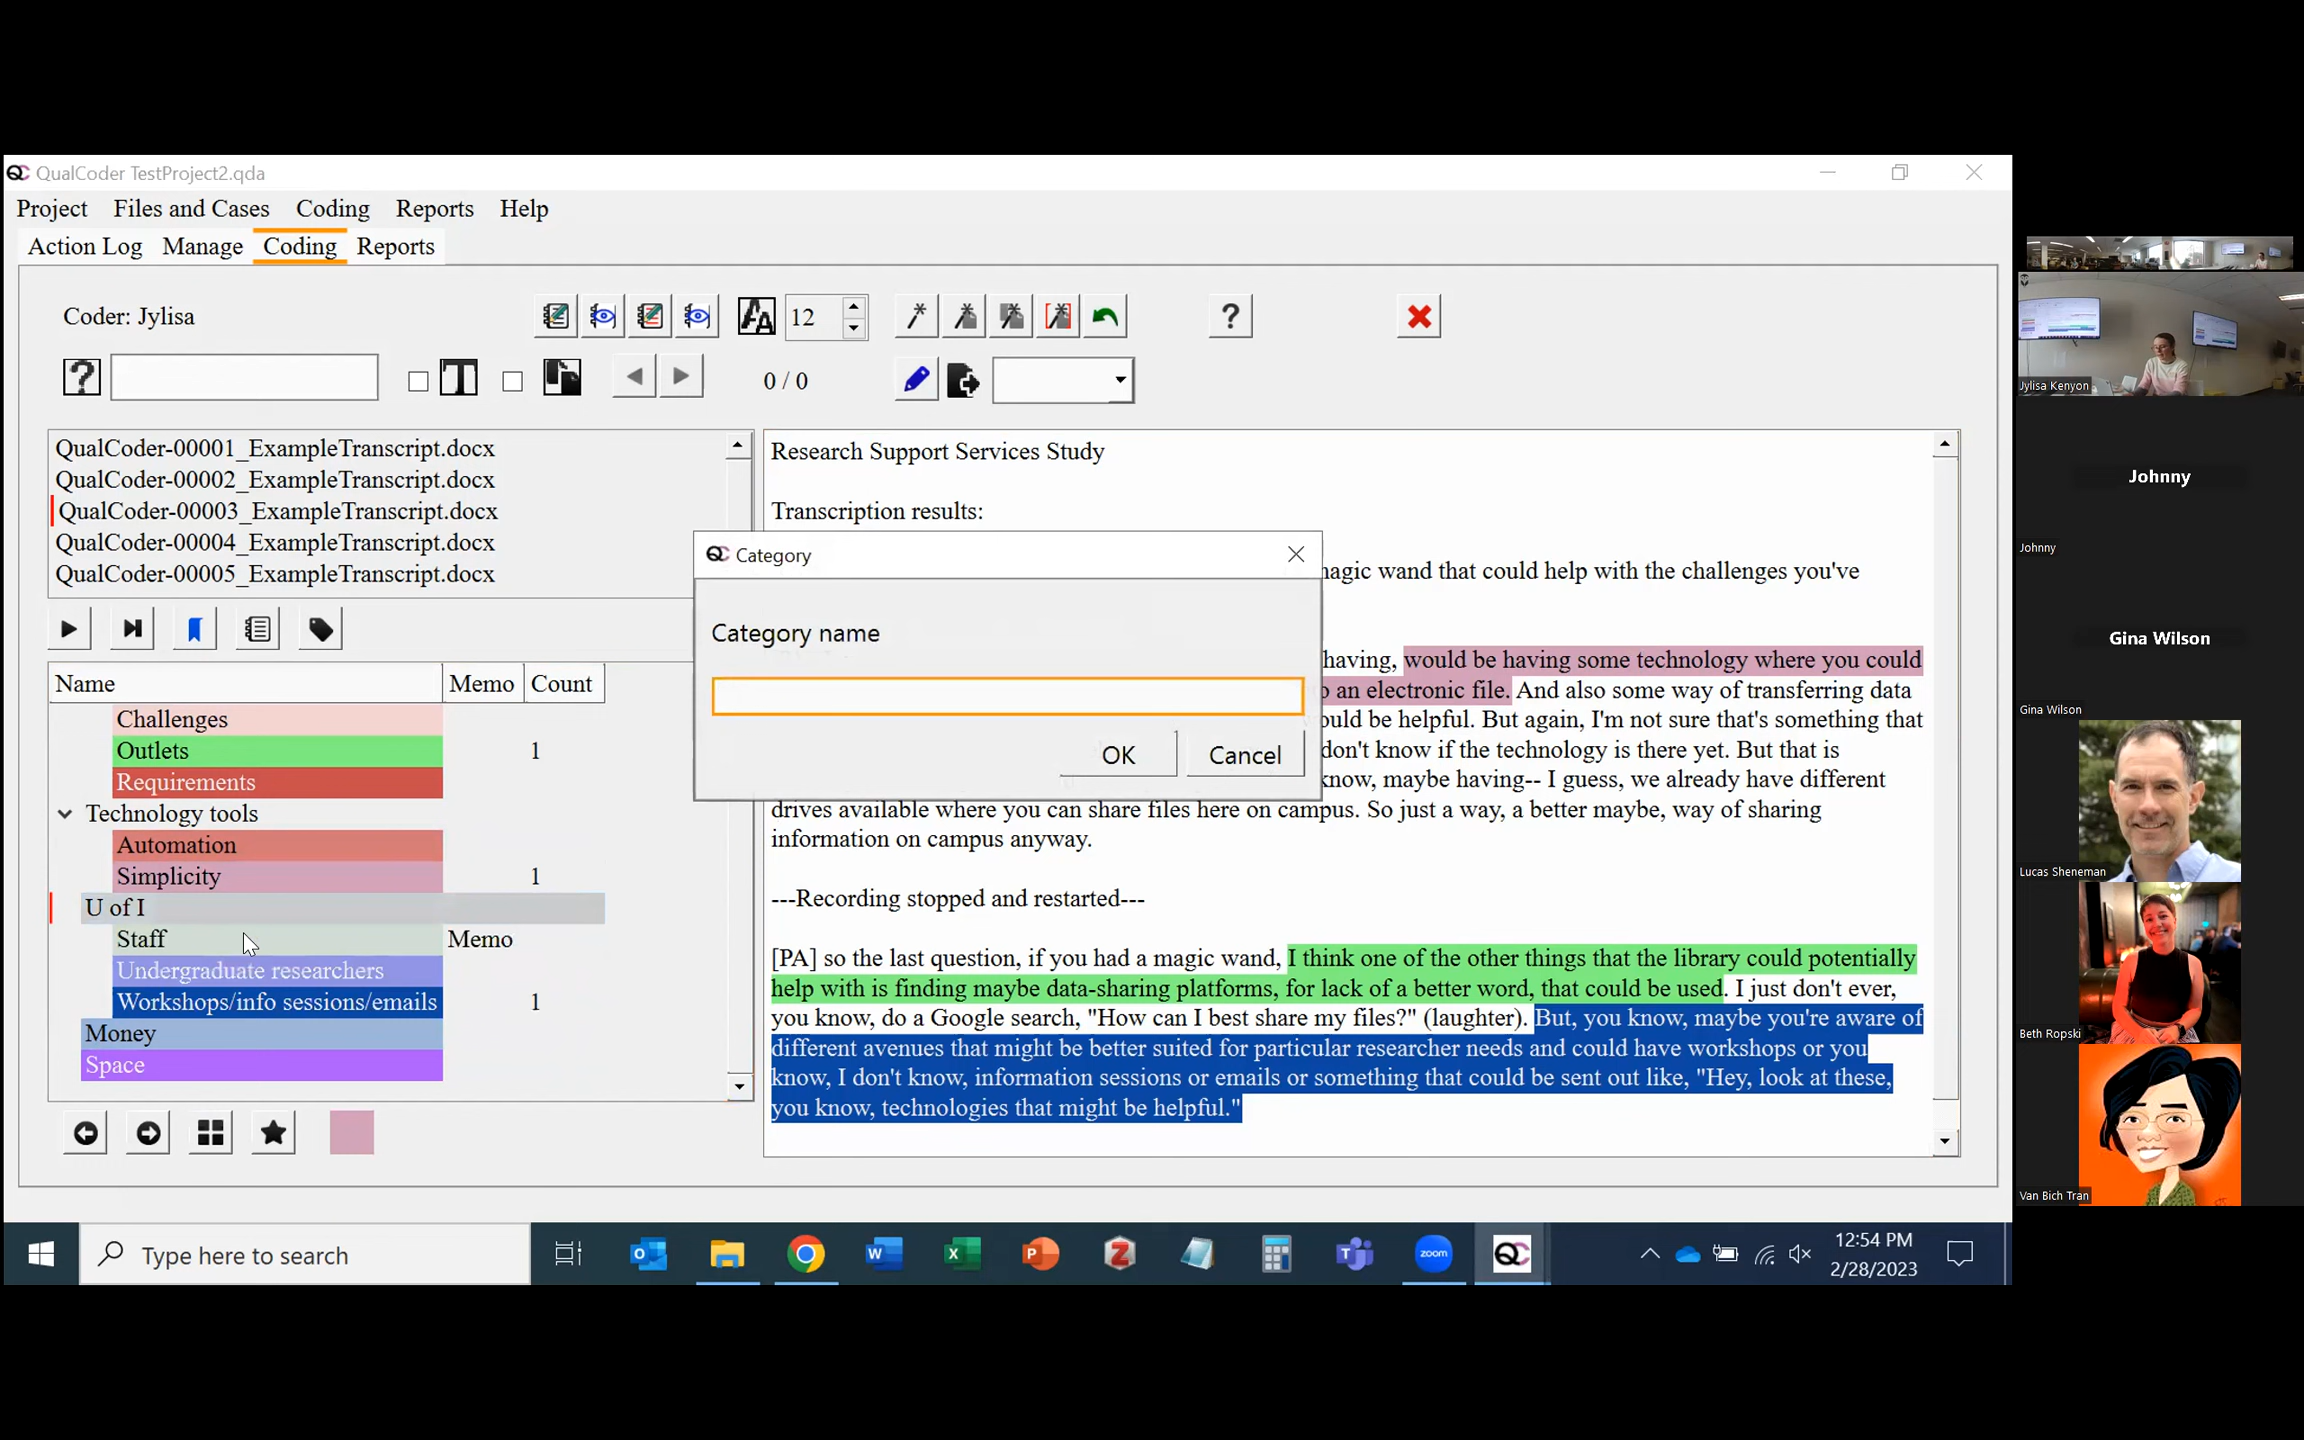 QualCoder TestProject2.qda
Project Files and Cases Coding Reports Help
Action Log Manage Coding Reports
Coder: Jylisa
12
0 / 0
QualCoder-00001_ExampleTranscript.docx
QualCoder-00002_ExampleTranscript.docx
QualCoder-00003_ExampleTranscript.docx
QualCoder-00004_ExampleTranscript.docx
QualCoder-00005_ExampleTranscript.docx
Name Memo Count
Challenges
Outlets 1
Requirements
Technology tools
Automation
Simplicity 1
U of I
Staff Memo
Undergraduate researchers
Workshops/info sessions/emails 1
Money
Space
Research Support Services Study
Transcription results:
magic wand that could help with the challenges you've
having, would be having some technology where you could
o an electronic file. And also some way of transferring data
ould be helpful. But again, I'm not sure that's something that
don't know if the technology is there yet. But that is
know, maybe having-- I guess, we already have different
drives available where you can share files here on campus. So just a way, a better maybe, way of sharing
information on campus anyway.
---Recording stopped and restarted---
[PA] so the last question, if you had a magic wand, I think one of the other things that the library could potentially
help with is finding maybe data-sharing platforms, for lack of a better word, that could be used. I just don't ever,
you know, do a Google search, "How can I best share my files?" (laughter). But, you know, maybe you're aware of
different avenues that might be better suited for particular researcher needs and could have workshops or you
know, I don't know, information sessions or emails or something that could be sent out like, "Hey, look at these,
you know, technologies that might be helpful."
Category
Category name
OK Cancel
Type here to search
zoom
12:54 PM
2/28/2023
Jylisa Kenyon
Johnny
Johnny
Gina Wilson
Gina Wilson
Lucas Sheneman
Beth Ropski
Van Bich Tran